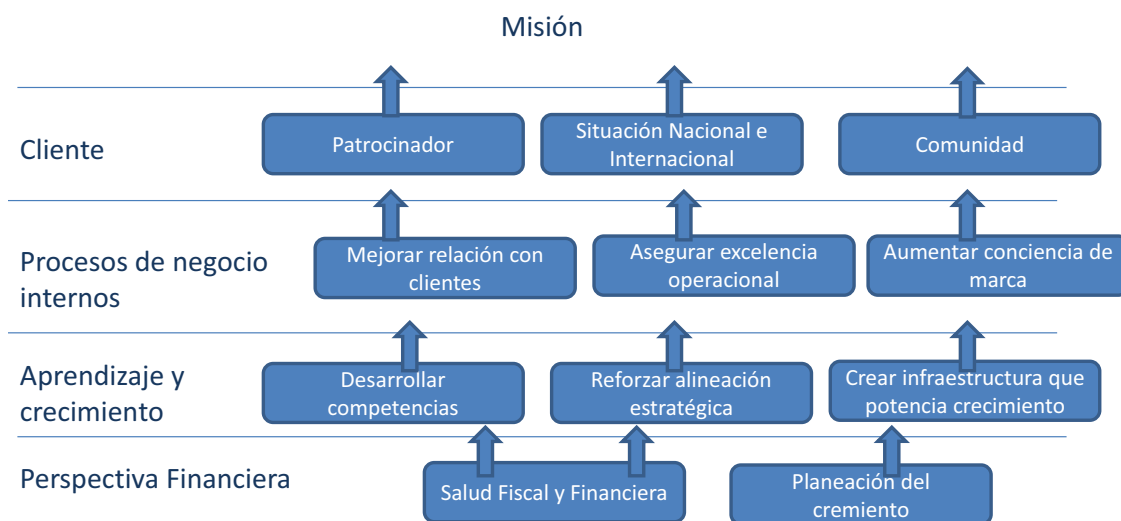 Misión
Cliente
Patrocinador
Situación Nacional e
Internacional
Comunidad
Procesos de negocio
internos
Mejorar relación con
clientes
Asegurar excelencia
operacional
Aumentar conciencia de
marca
Aprendizaje y
crecimiento
Desarrollar
competencias
Reforzar alineación
estratégica
Crear infraestructura que
potencia crecimiento
Perspectiva Financiera
Salud Fiscal y Financiera
Planeación del
cremiento